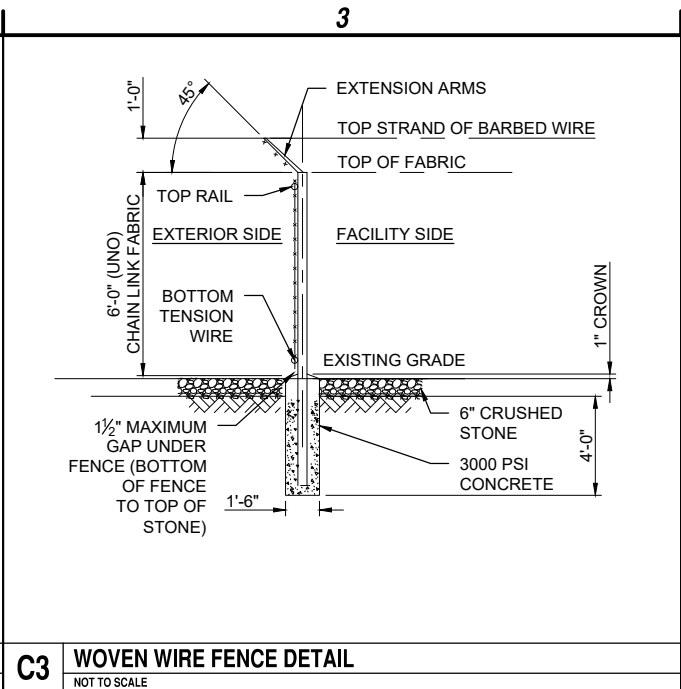 3
EXTENSION ARMS
45°
1'-0"
TOP STRAND OF BARBED WIRE
TOP OF FABRIC
TOP RAIL
EXTERIOR SIDE
FACILITY SIDE
6'-0" (UNO)
CHAIN LINK FABRIC
BOTTOM
TENSION
WIRE
1" CROWN
EXISTING GRADE
1½" MAXIMUM
GAP UNDER
FENCE (BOTTOM
OF FENCE
TO TOP OF
STONE)
6" CRUSHED
STONE
4'-0"
3000 PSI
CONCRETE
1'-6"
C3
WOVEN WIRE FENCE DETAIL
NOT TO SCALE